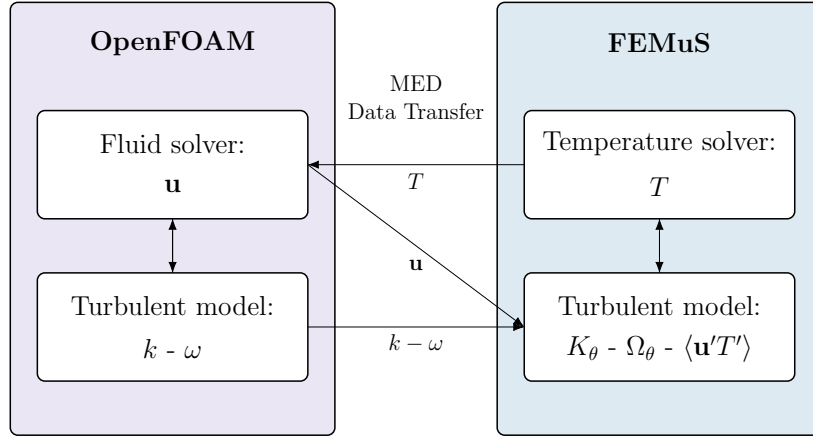 OpenFOAM
Fluid solver:
u
Turbulent model:
k - ω
MED
Data Transfer
T
u
k − ω
FEMuS
Temperature solver:
T
Turbulent model:
K_θ - Ω_θ - ⟨u′T′⟩